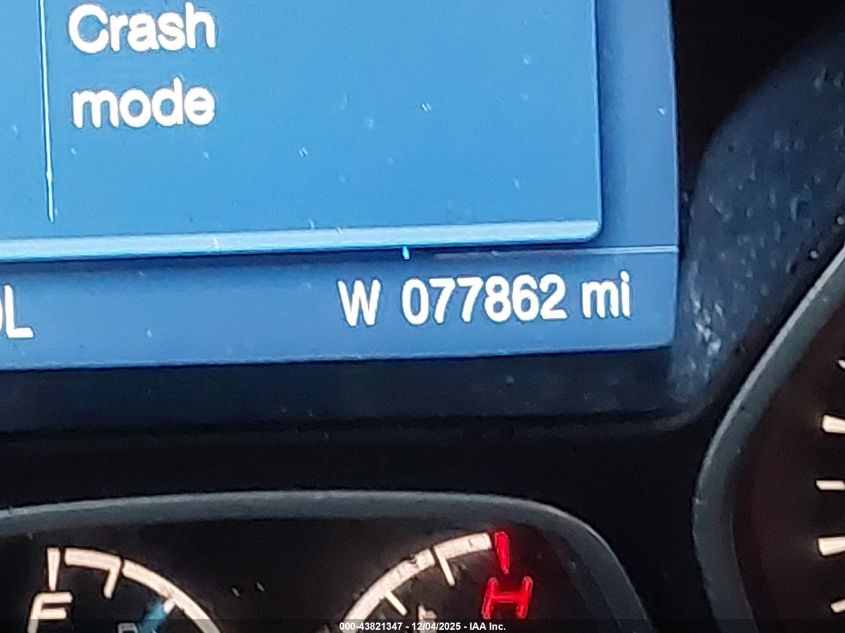 Crash
mode
W 077862 mi
F
H
000-43821347 - 12/04/2025 - IAA Inc.